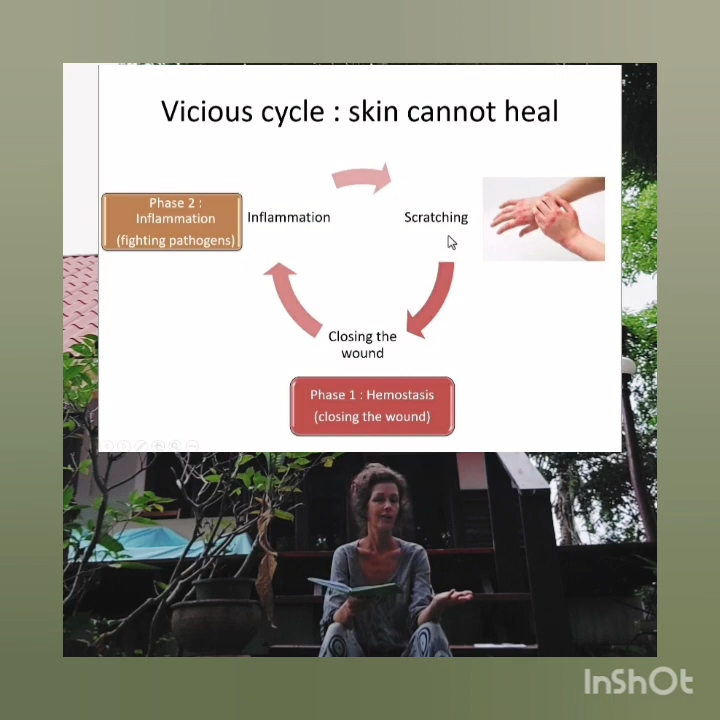 Vicious cycle : skin cannot heal
Phase 2 :
Inflammation
(fighting pathogens)
Inflammation
Scratching
Closing the
wound
Phase 1 : Hemostasis
(closing the wound)
InShOt